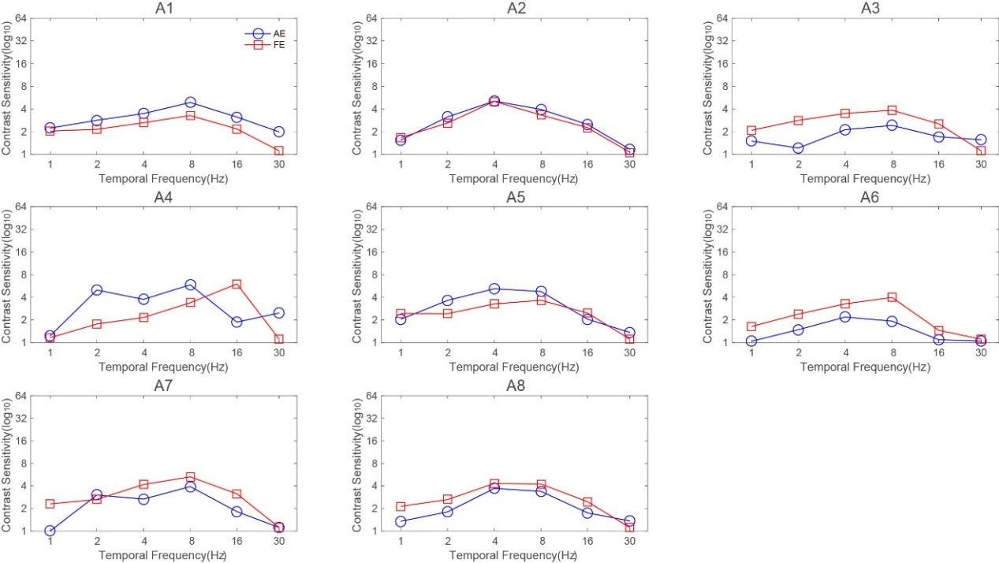 A1 A2 A3
Contrast Sensitivity(log10) 64 32 16 8 4 2 1
AE
FE
Contrast Sensitivity(log10) 64 32 16 8 4 2 1
Contrast Sensitivity(log10) 64 32 16 8 4 2 1
1 2 4 8 16 30 1 2 4 8 16 30 1 2 4 8 16 30
Temporal Frequency(Hz) Temporal Frequency(Hz) Temporal Frequency(Hz)
A4 A5 A6
Contrast Sensitivity(log10) 64 32 16 8 4 2 1
Contrast Sensitivity(log10) 64 32 16 8 4 2 1
Contrast Sensitivity(log10) 64 32 16 8 4 2 1
1 2 4 8 16 30 1 2 4 8 16 30 1 2 4 8 16 30
Temporal Frequency(Hz) Temporal Frequency(Hz) Temporal Frequency(Hz)
A7 A8
Contrast Sensitivity(log10) 64 32 16 8 4 2 1
Contrast Sensitivity(log10) 64 32 16 8 4 2 1
1 2 4 8 16 30 1 2 4 8 16 30
Temporal Frequency(Hz) Temporal Frequency(Hz)